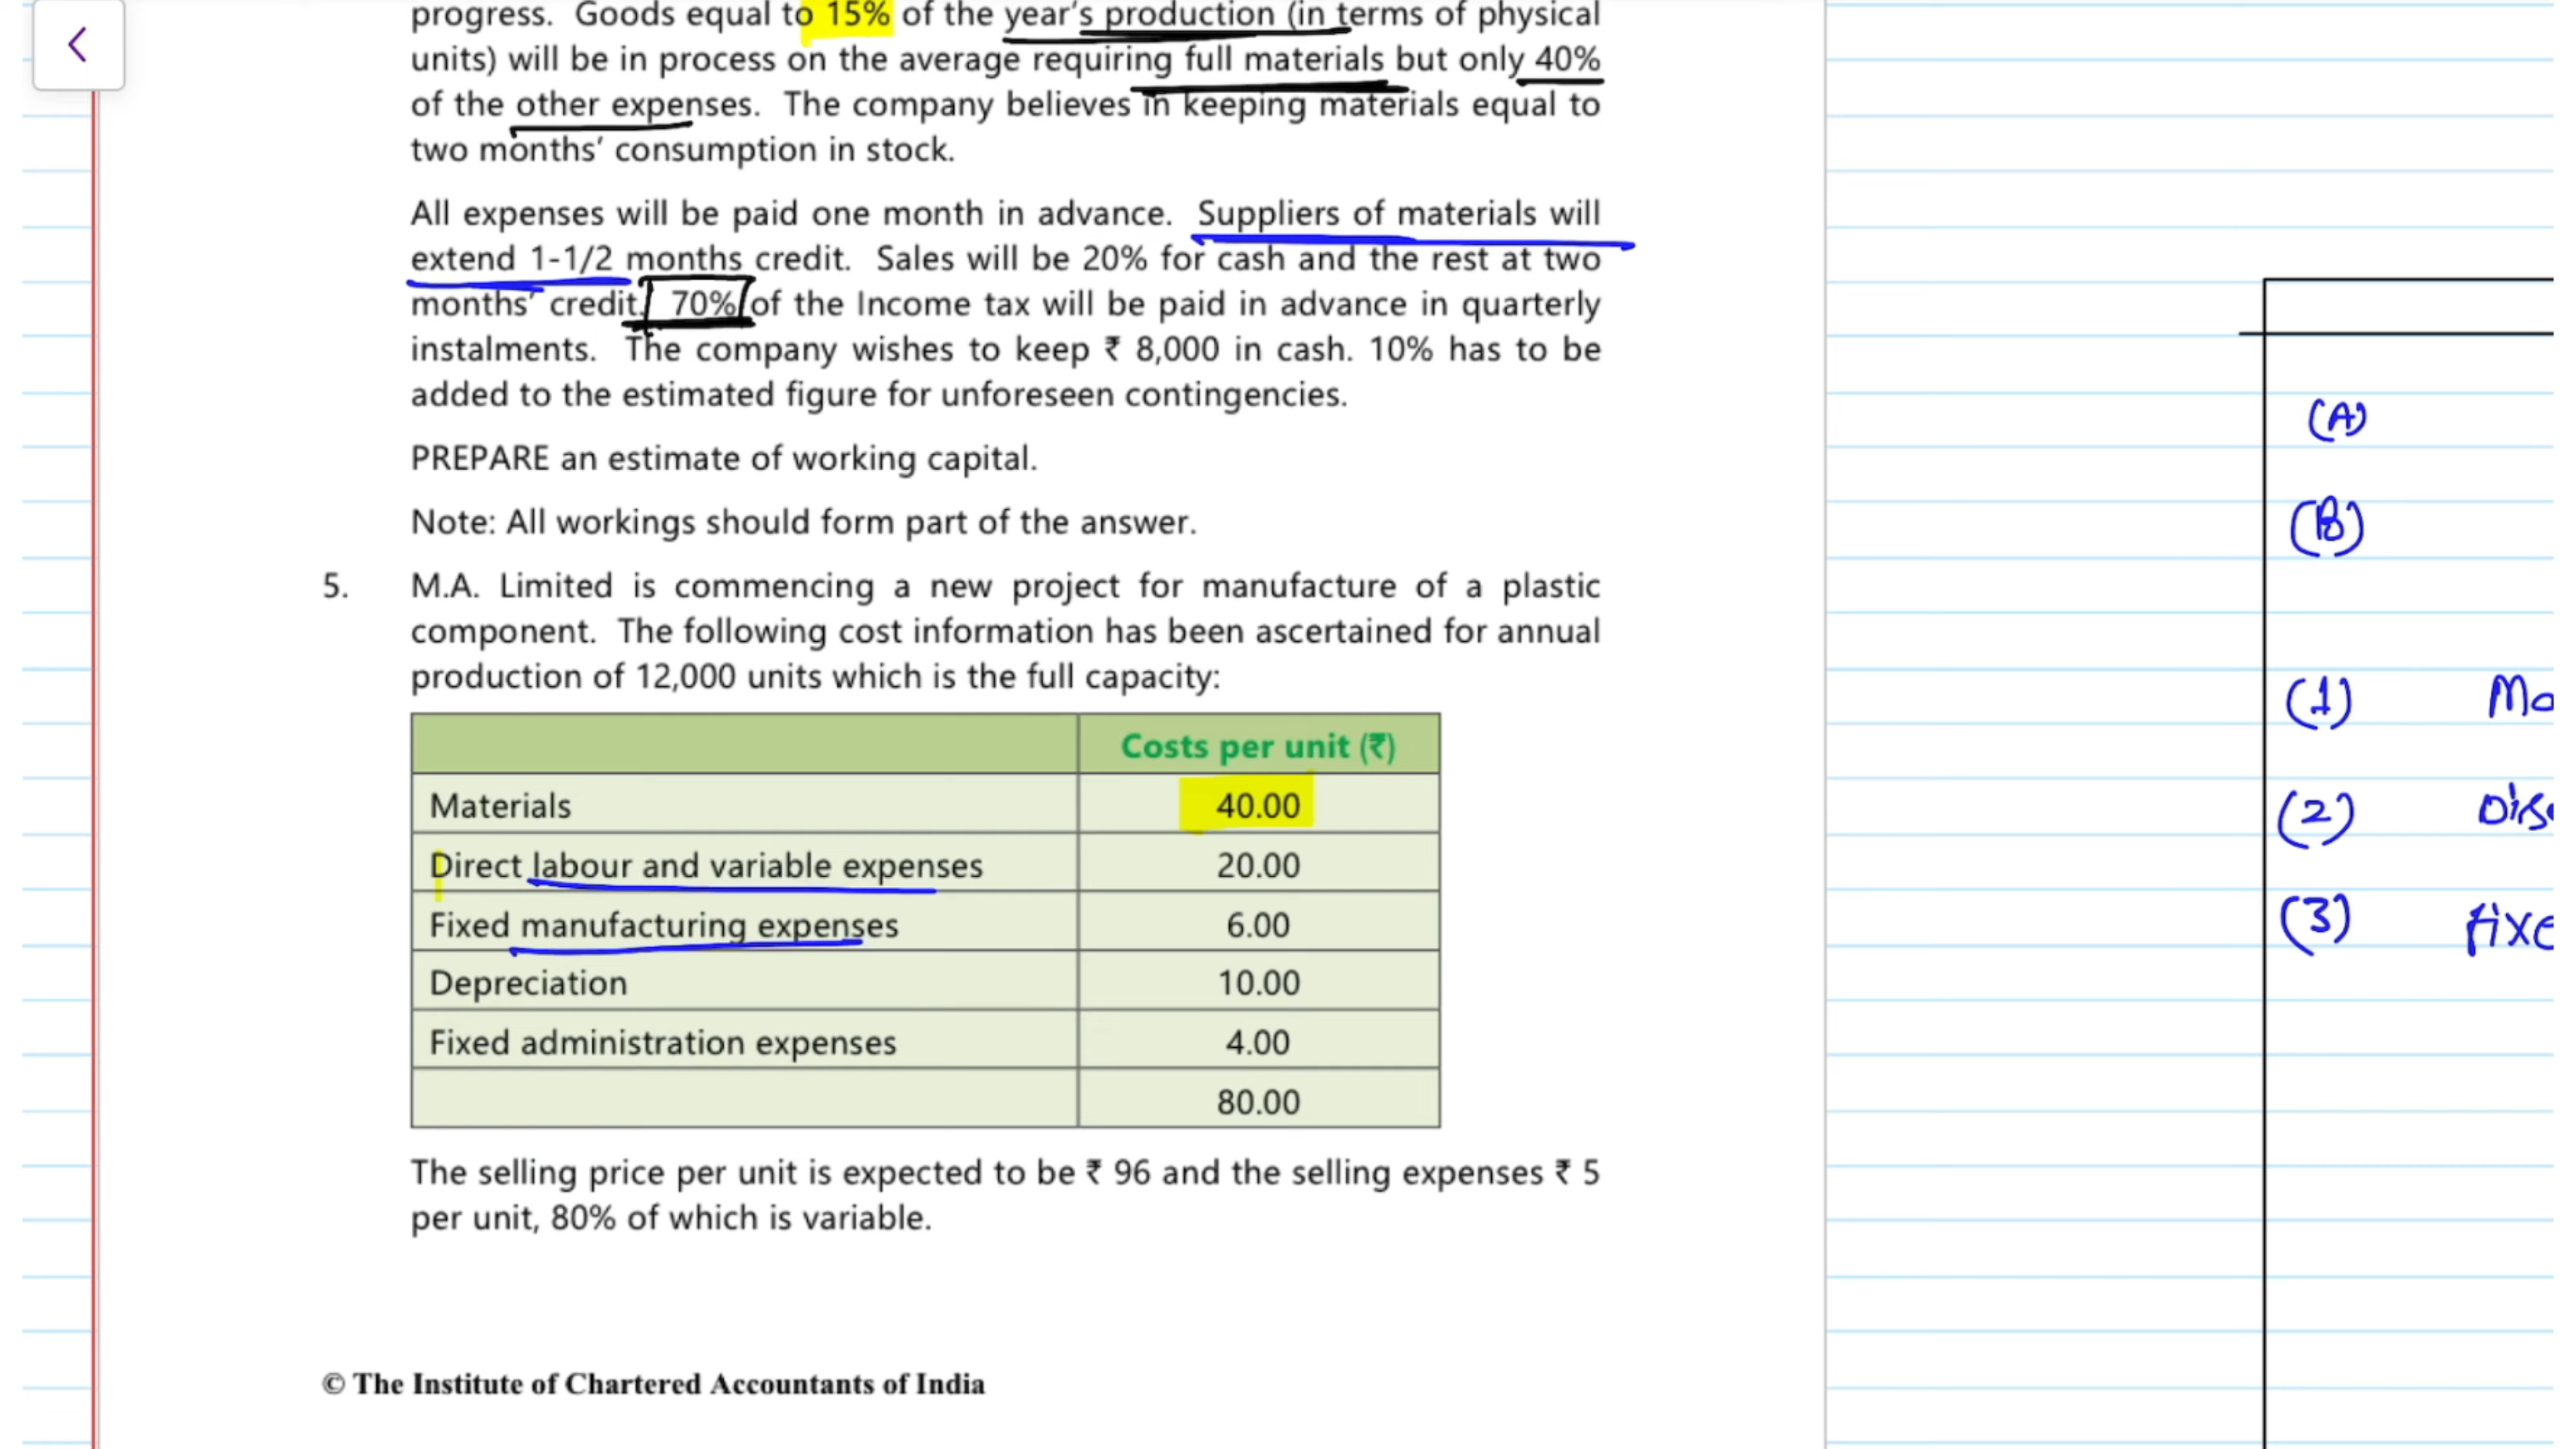 progress. Goods equal to 15% of the year's production (in terms of physical
units) will be in process on the average requiring full materials but only 40%
of the other expenses. The company believes in keeping materials equal to
two months' consumption in stock.
All expenses will be paid one month in advance. Suppliers of materials will
extend 1-1/2 months credit. Sales will be 20% for cash and the rest at two
months' credit. 70% of the Income tax will be paid in advance in quarterly
instalments. The company wishes to keep ₹ 8,000 in cash. 10% has to be
added to the estimated figure for unforeseen contingencies.
PREPARE an estimate of working capital.
Note: All workings should form part of the answer.
5. M.A. Limited is commencing a new project for manufacture of a plastic
component. The following cost information has been ascertained for annual
production of 12,000 units which is the full capacity:
Costs per unit (₹)
Materials 40.00
Direct labour and variable expenses 20.00
Fixed manufacturing expenses 6.00
Depreciation 10.00
Fixed administration expenses 4.00
80.00
The selling price per unit is expected to be ₹ 96 and the selling expenses ₹ 5
per unit, 80% of which is variable.
© The Institute of Chartered Accountants of India
(A)
(B)
(1)
(2)
(3)